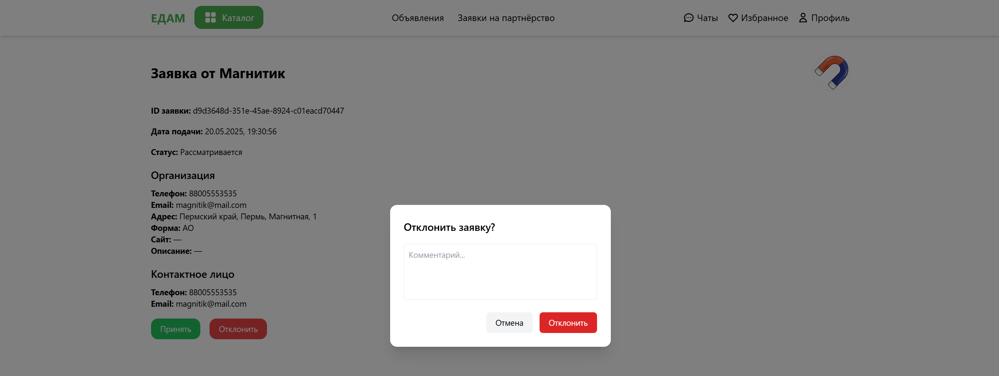 ЕДАМ
Каталог
Объявления
Заявки на партнёрство
Чаты
Избранное
Профиль
Заявка от Магнитик
ID заявки: d9d3648d-351e-45ae-8924-c01eacd70447
Дата подачи: 20.05.2025, 19:30:56
Статус: Рассматривается
Организация
Телефон: 88005553535
Email: magnitik@mail.com
Адрес: Пермский край, Пермь, Магнитная, 1
Форма: АО
Сайт: —
Описание: —
Контактное лицо
Телефон: 88005553535
Email: magnitik@mail.com
Принять
Отклонить
Отклонить заявку?
Комментарий...
Отмена
Отклонить